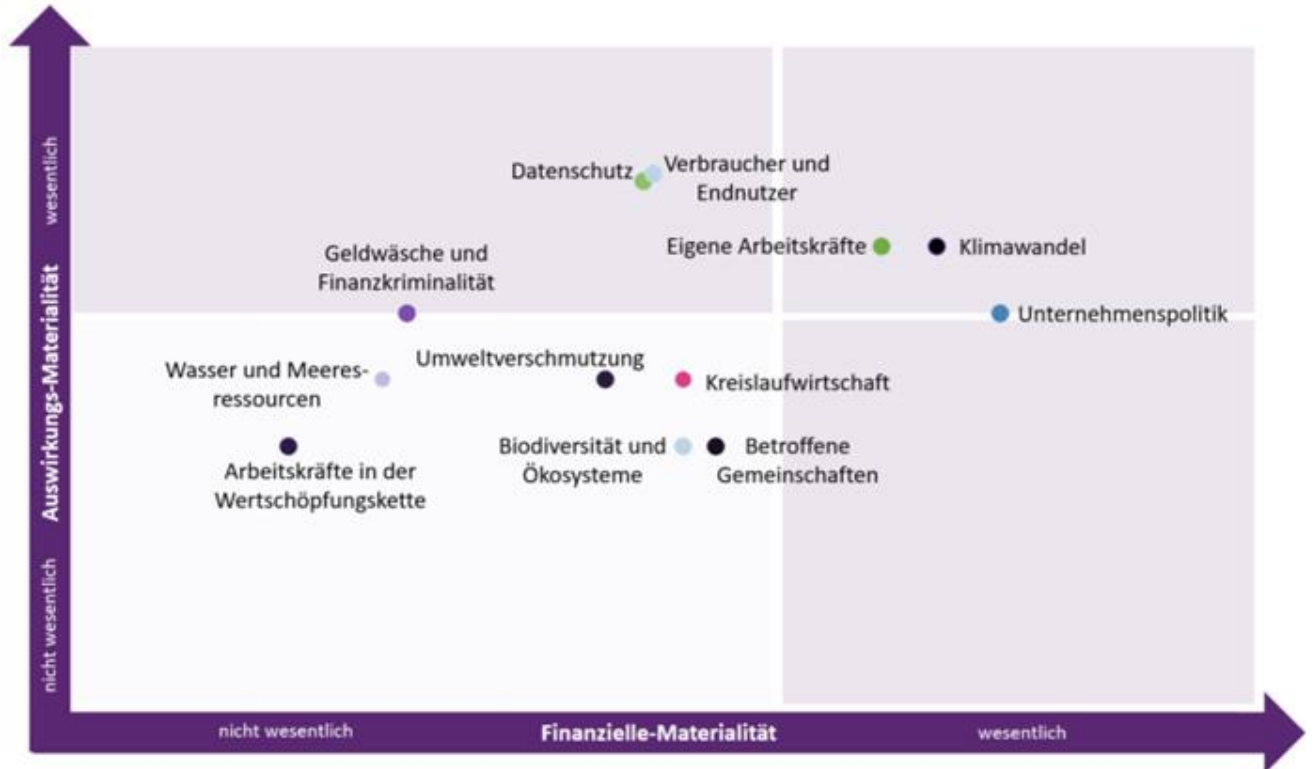 wesentlich
Auswirkungs-Materialität
nicht wesentlich
Datenschutz
Verbraucher und
Endnutzer
Eigene Arbeitskräfte
Klimawandel
Geldwäsche und
Finanzkriminalität
Unternehmenspolitik
Umweltverschmutzung
Wasser und Meeres-
ressourcen
Kreislaufwirtschaft
Biodiversität und
Ökosysteme
Betroffene
Gemeinschaften
Arbeitskräfte in der
Wertschöpfungskette
nicht wesentlich
Finanzielle-Materialität
wesentlich